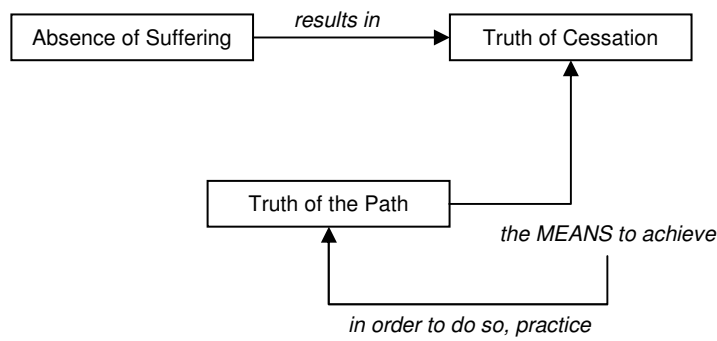 results in
Absence of Suffering
Truth of Cessation
Truth of the Path
the MEANS to achieve
in order to do so, practice